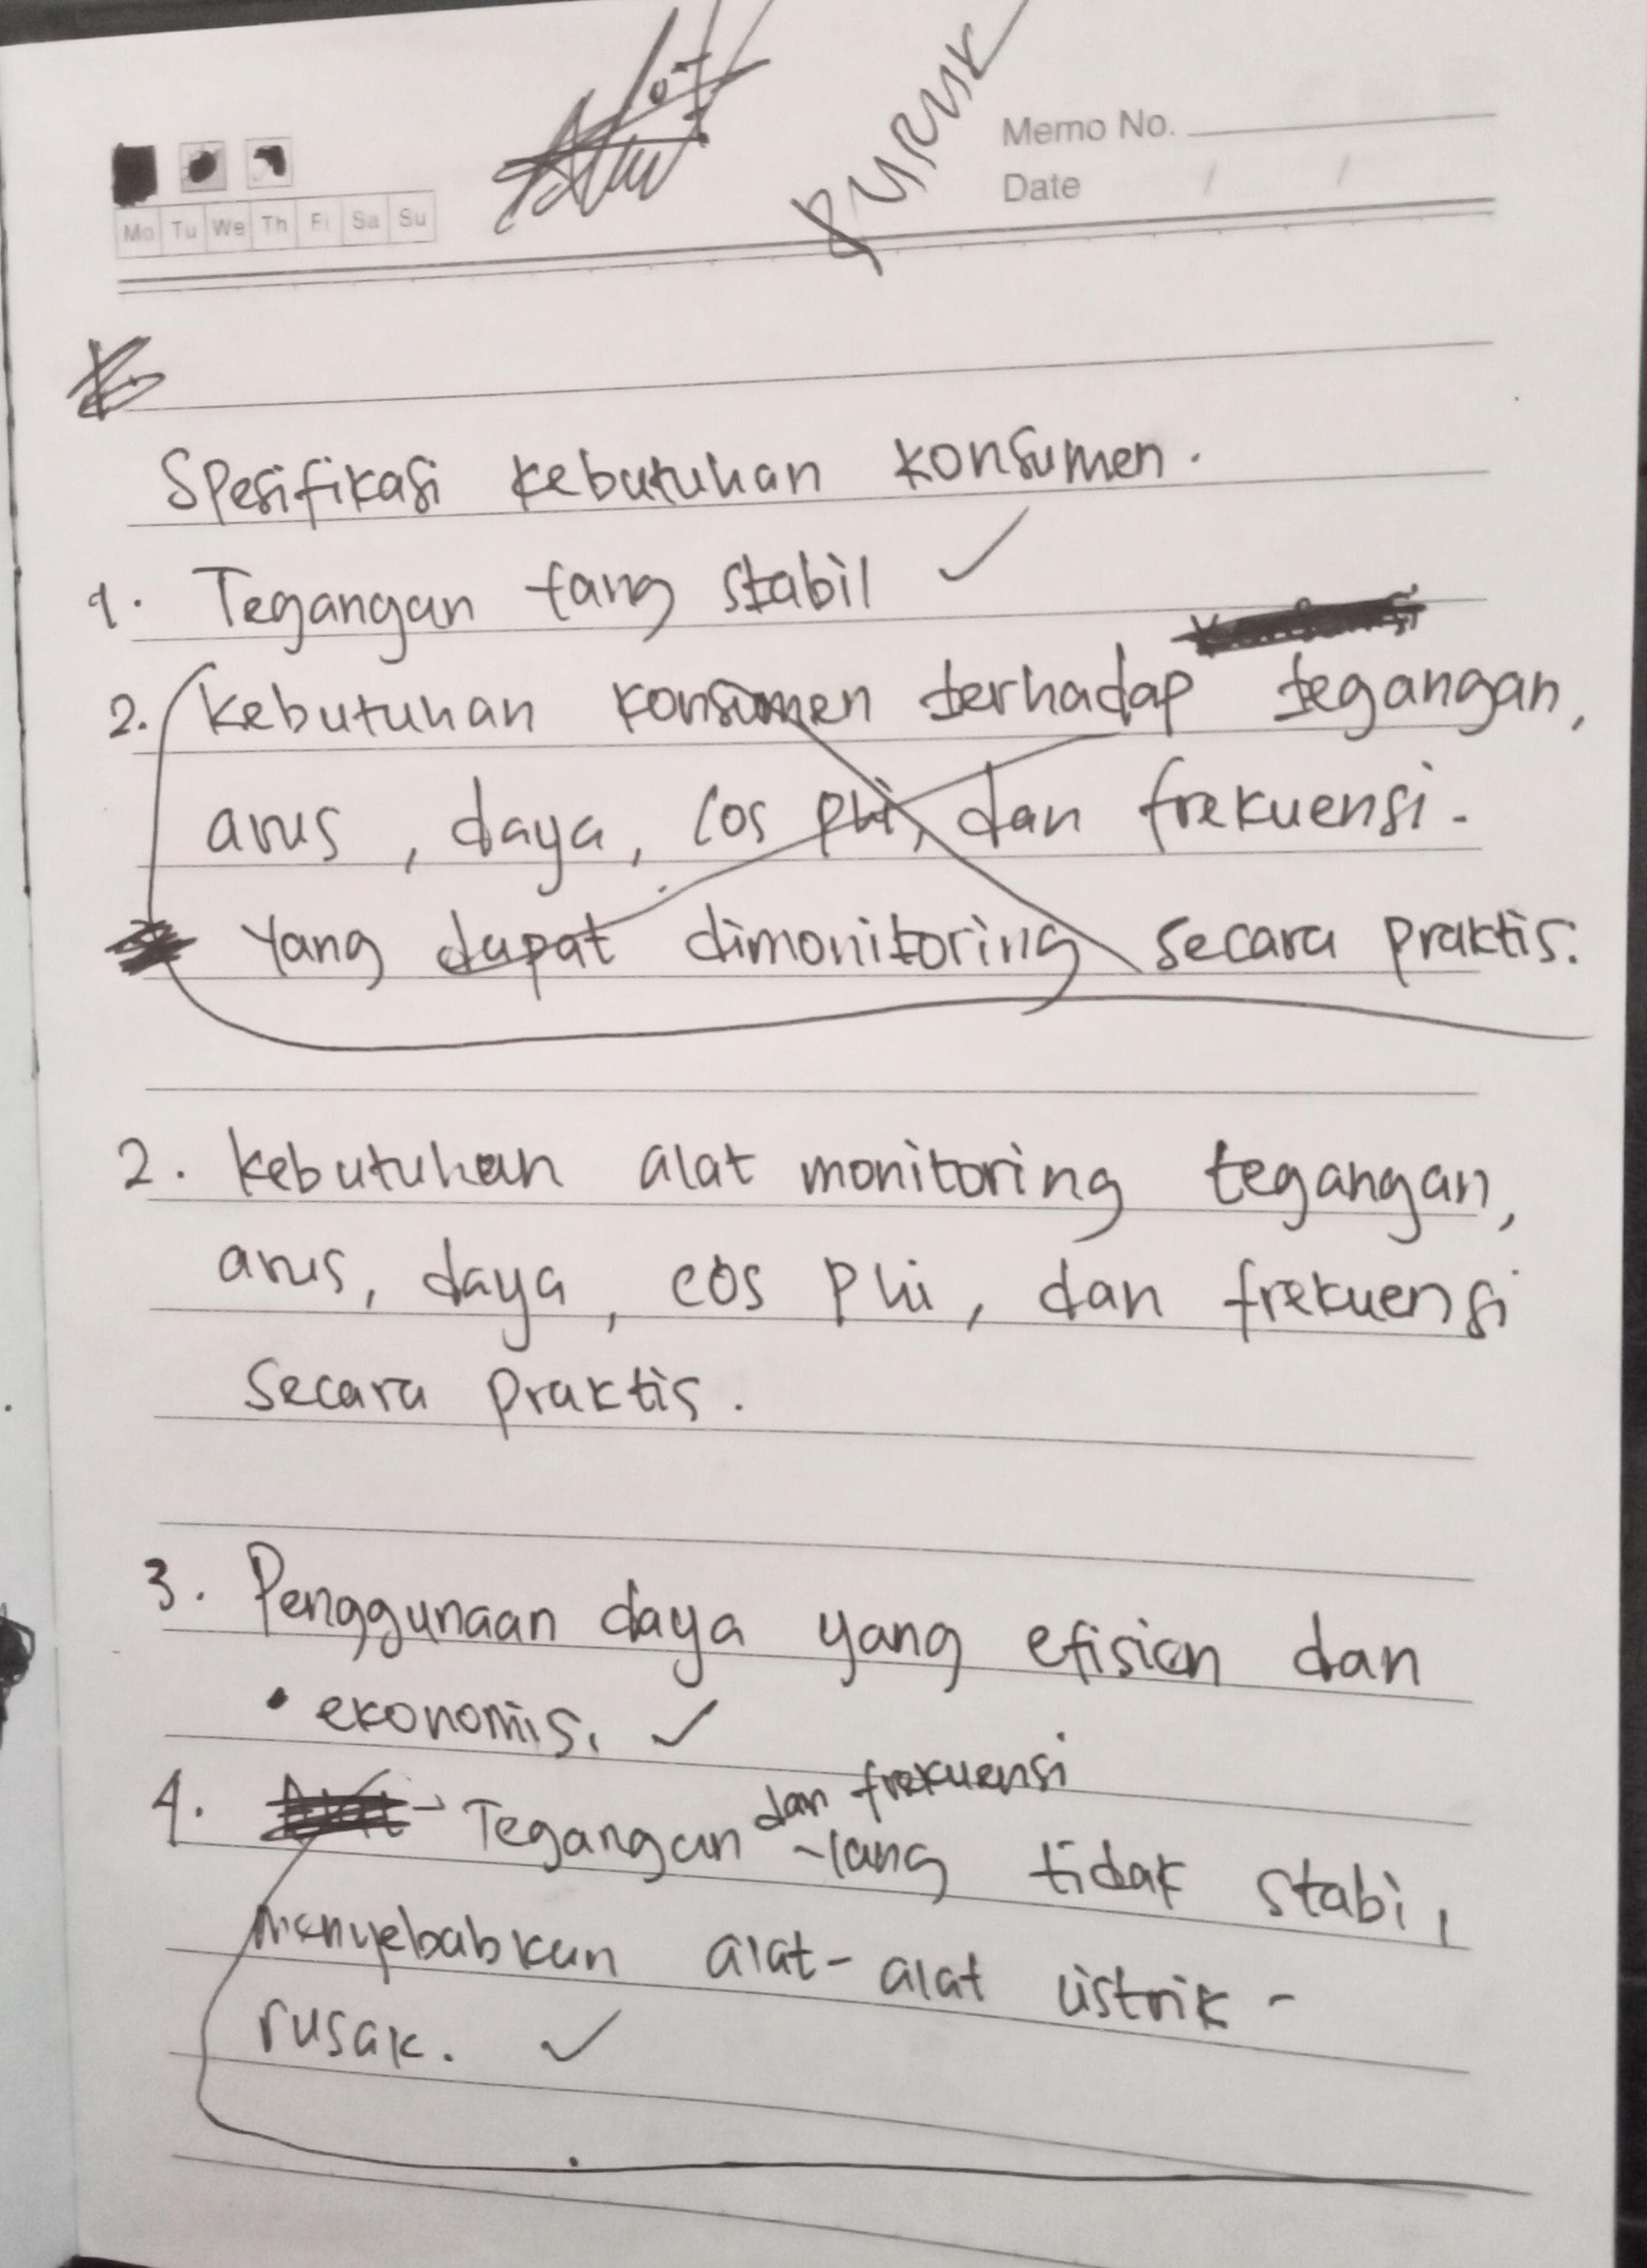 Memo No.
Date / /
Mo Tu We Th Fr Sa Su
Spesifikasi kebutuhan konsumen.
1. Tegangan yang stabil ✓
2. kebutuhan konsumen terhadap tegangan,
arus, daya, cos phi, dan frekuensi.
Yang dapat dimonitoring secara praktis.
2. kebutuhan alat monitoring tegangan,
arus, daya, cos phi, dan frekuensi
secara praktis.
3. Penggunaan daya yang efisien dan
• ekonomis. ✓
dan frekuensi
4. Tegangan yang tidak stabi,
menyebabkan alat-alat listrik -
rusak. ✓